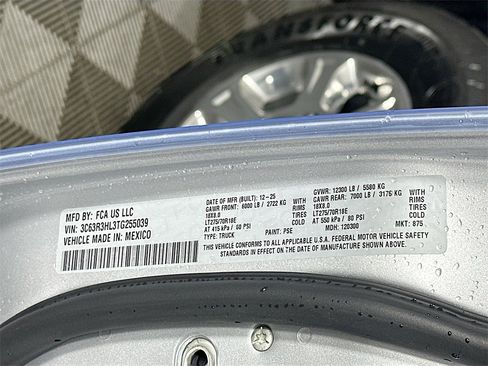 TRANSFORCE
MFD BY: FCA US LLC
VIN: 3C63R3HL3TG255039
VEHICLE MADE IN: MEXICO
DATE OF MFR (BUILT): 12-25
GAWR FRONT: 6000 LB / 2722 KG
18X8.0
LT275/70R18E
AT 415 kPa / 60 PSI
TYPE: TRUCK
PAINT: PSE
WITH
RIMS
TIRES
GVWR: 12300 LB / 5580 KG
GAWR REAR: 7000 LB / 3175 KG
18X8.0
LT275/70R18E
AT 550 kPa / 80 PSI
MDH: 120300
WITH
RIMS
TIRES
MKT: 875
THIS VEHICLE CONFORMS TO ALL APPLICABLE U.S.A. FEDERAL MOTOR VEHICLE SAFETY
STANDARDS IN EFFECT ON THE DATE OF MANUFACTURE SHOWN ABOVE.